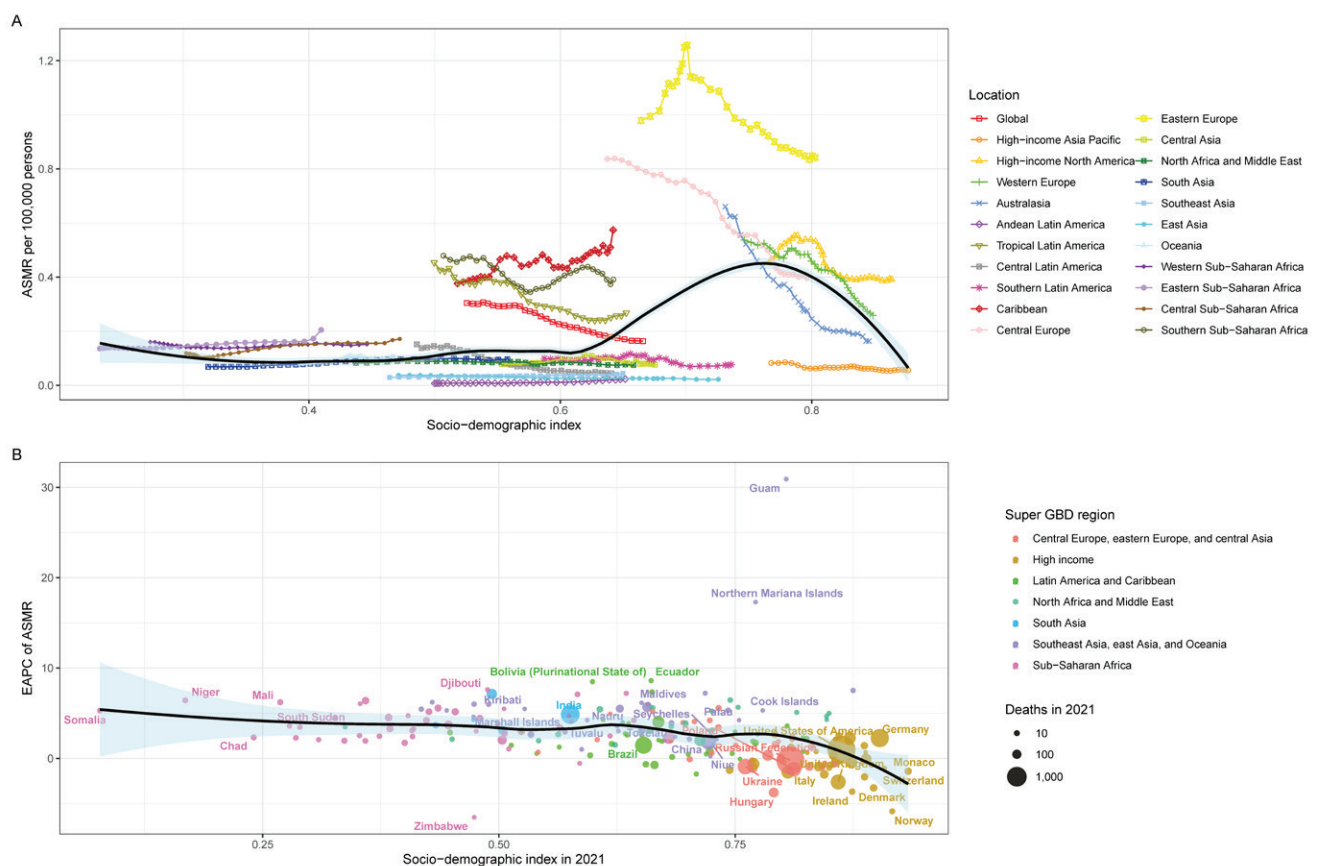 A
1.2
0.8
0.4
0.0
ASMR per 100,000 persons
0.4
0.6
0.8
Socio-demographic index
Location
Global
High-income Asia Pacific
High-income North America
Western Europe
Australasia
Andean Latin America
Tropical Latin America
Central Latin America
Southern Latin America
Caribbean
Central Europe
Eastern Europe
Central Asia
North Africa and Middle East
South Asia
Southeast Asia
East Asia
Oceania
Western Sub-Saharan Africa
Eastern Sub-Saharan Africa
Central Sub-Saharan Africa
Southern Sub-Saharan Africa
B
30
20
10
0
EAPC of ASMR
Guam
Northern Mariana Islands
Bolivia (Plurinational State of)
Ecuador
Djibouti
Niger
Mali
Kiribati
Maldives
Cook Islands
India
Somalia
South Sudan
Marshall Islands
Nauru
Seychelles
Palau
Tuvalu
Tokelau
Poland
United States of America
Germany
Chad
Brazil
China
Russian Federation
Niue
United Kingdom
Monaco
Ukraine
Italy
Switzerland
Hungary
Ireland
Denmark
Zimbabwe
Norway
0.25
0.50
0.75
Socio-demographic index in 2021
Super GBD region
Central Europe, eastern Europe, and central Asia
High income
Latin America and Caribbean
North Africa and Middle East
South Asia
Southeast Asia, east Asia, and Oceania
Sub-Saharan Africa
Deaths in 2021
10
100
1,000